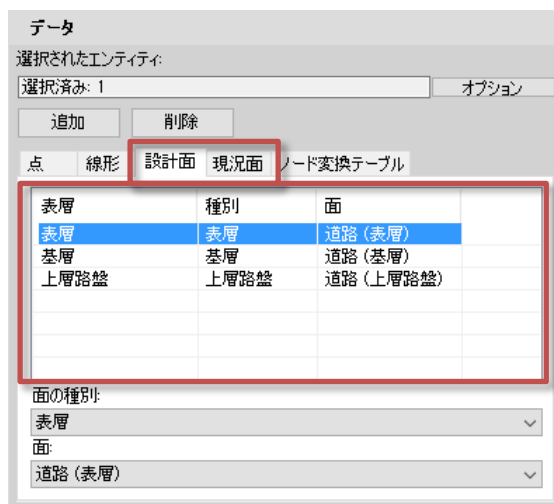 データ
選択されたエンティティ:
選択済み: 1 オプション
追加 削除
点 線形 設計面 現況面 ノード変換テーブル
表層 種別 面
表層 表層 道路 (表層)
基層 基層 道路 (基層)
上層路盤 上層路盤 道路 (上層路盤)
面の種別:
表層
面:
道路 (表層)